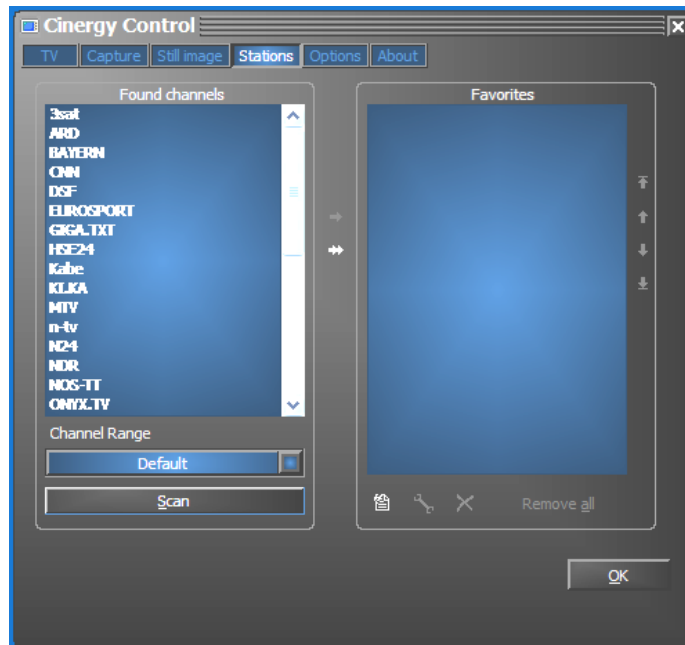 Cinergy Control
TV Capture Still image Stations Options About
Found channels
3sat
ARD
BAYERN
CNN
DSF
EUROSPORT
GIGA.TXT
HSE24
Kabe
KI.KA
MTV
n-tv
N24
NDR
NOS-TT
ONYX.TV
Channel Range
Default
Scan
Favorites
Remove all
OK